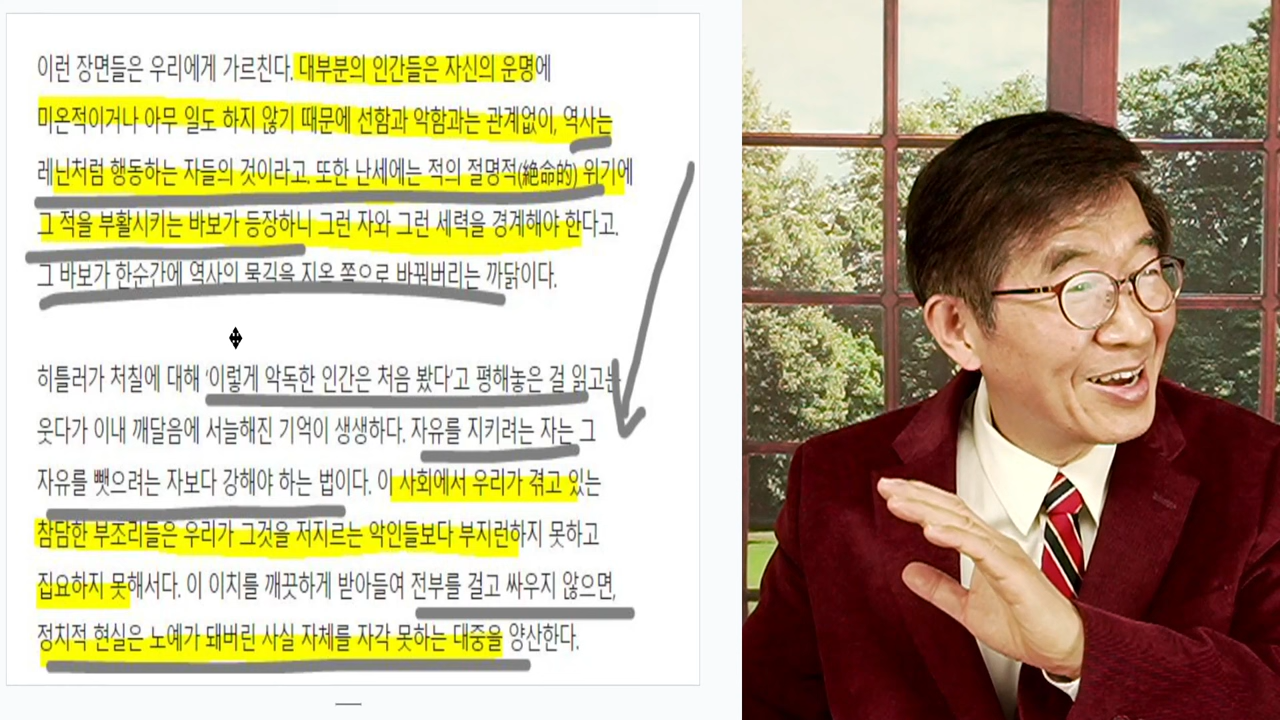 이런 장면들은 우리에게 가르친다. 대부분의 인간들은 자신의 운명에
미온적이거나 아무 일도 하지 않기 때문에 선함과 악함과는 관계없이, 역사는
레닌처럼 행동하는 자들의 것이라고. 또한 난세에는 적의 절명적(絶命的) 위기에
그 적을 부활시키는 바보가 등장하니 그런 자와 그런 세력을 경계해야 한다고.
그 바보가 한순간에 역사의 물길을 지옥 쪽으로 바꿔버리는 까닭이다.
히틀러가 처칠에 대해 '이렇게 악독한 인간은 처음 봤다'고 평해놓은 걸 읽고는
웃다가 이내 깨달음에 서늘해진 기억이 생생하다. 자유를 지키려는 자는 그
자유를 뺏으려는 자보다 강해야 하는 법이다. 이 사회에서 우리가 겪고 있는
참담한 부조리들은 우리가 그것을 저지르는 악인들보다 부지런하지 못하고
집요하지 못해서다. 이 이치를 깨끗하게 받아들여 전부를 걸고 싸우지 않으면,
정치적 현실은 노예가 돼버린 사실 자체를 자각 못하는 대중을 양산한다.